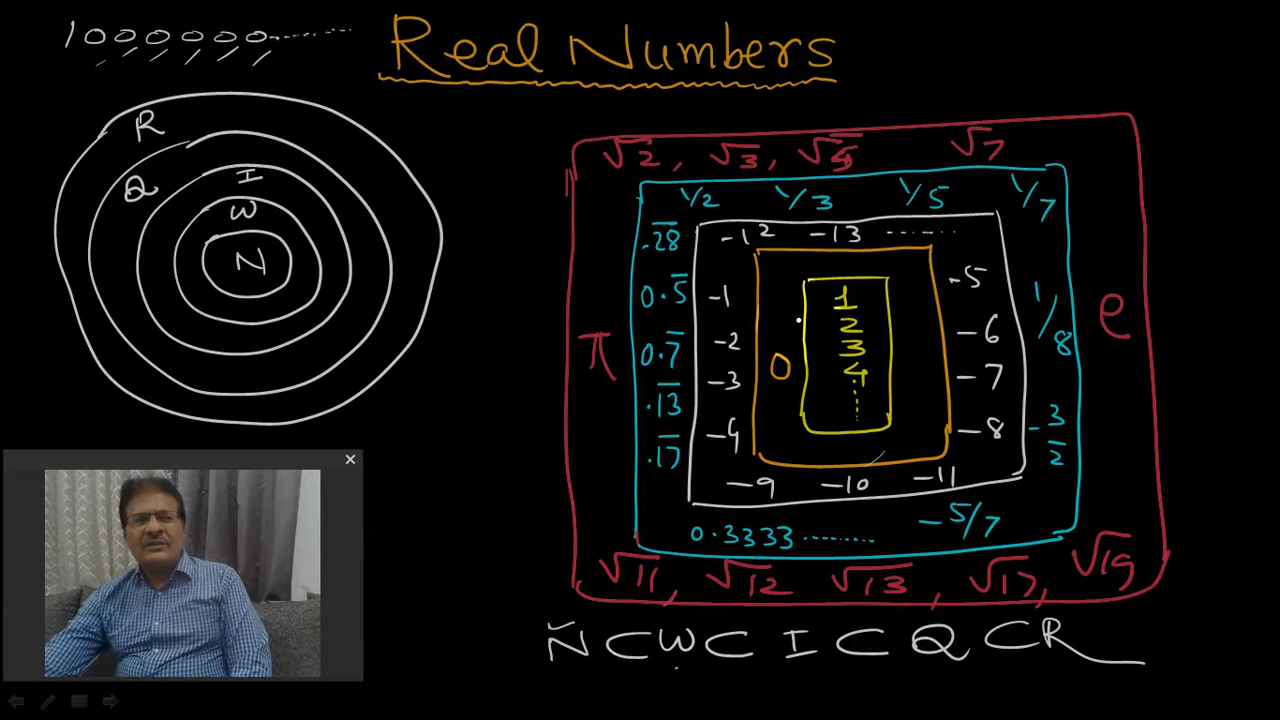 1000000..........
Real Numbers
R
Q
I
W
N
√2, √3, √5 √7
1/2 1/3 1/5 1/7
-12 -13 ........
.28̅
0.5̅
0.7̅
.13̅
.17̅
-1
-2
-3
-4
0
1
2
3
4
-5
-6
-7
-8
1/8
-3/2
π
e
-9 -10 -11
0.3333......... -5/7
√11, √12 √13, √17, √19
N ⊂ W ⊂ I ⊂ Q ⊂ R